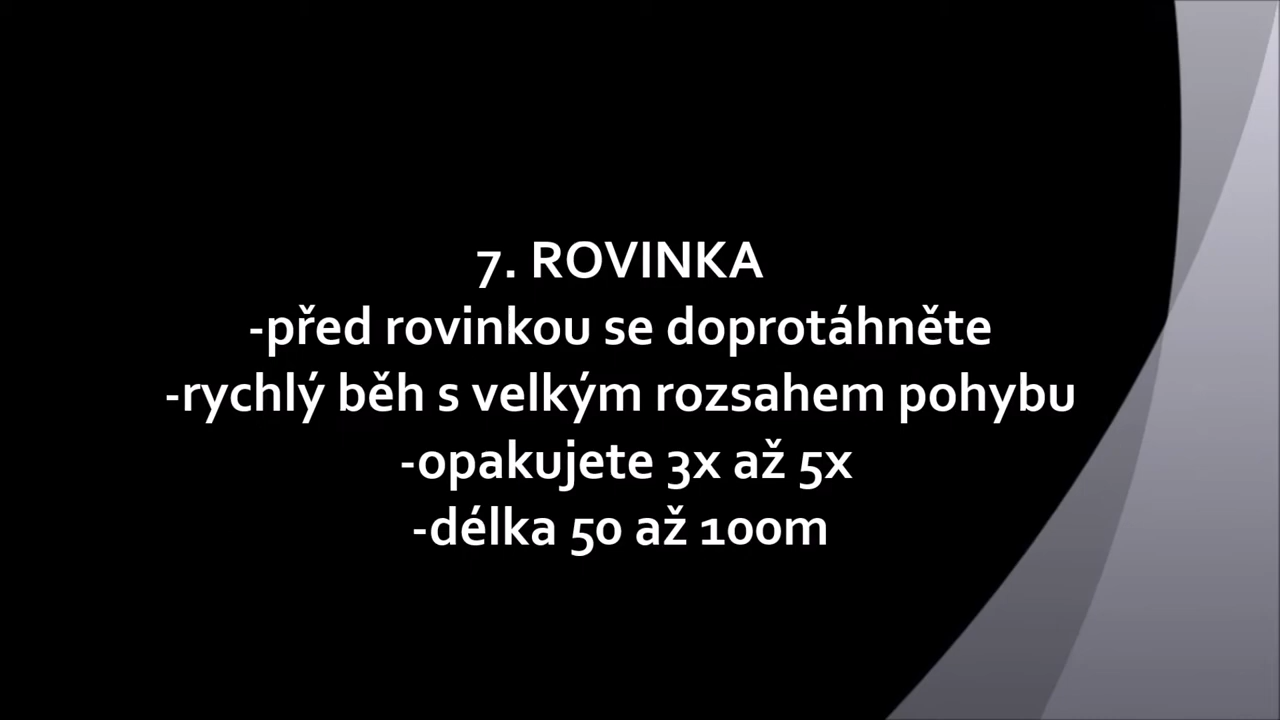 7. ROVINKA
-před rovinkou se doprotáhněte
-rychlý běh s velkým rozsahem pohybu
-opakujete 3x až 5x
-délka 50 až 100m